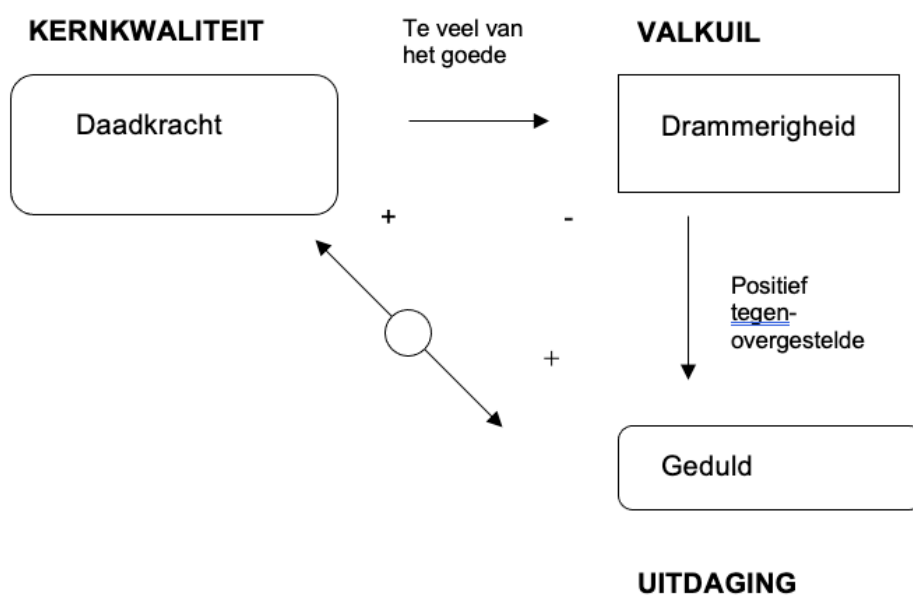 KERNKWALITEIT
Te veel van
het goede
VALKUIL
Daadkracht
Drammerigheid
+
-
Positief
tegen-
overgestelde
+
Geduld
UITDAGING